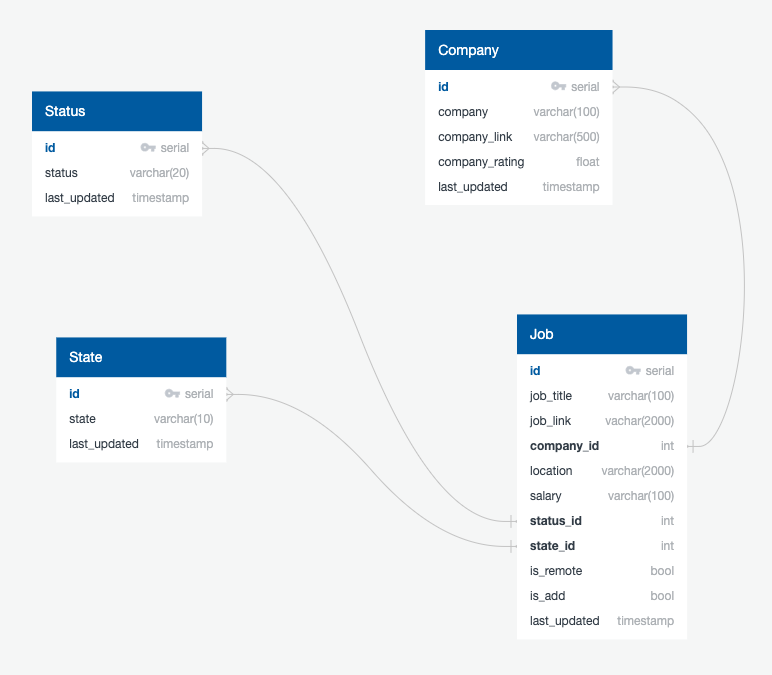 Company
id serial
company varchar(100)
company_link varchar(500)
company_rating float
last_updated timestamp
Status
id serial
status varchar(20)
last_updated timestamp
State
id serial
state varchar(10)
last_updated timestamp
Job
id serial
job_title varchar(100)
job_link vachar(2000)
company_id int
location varchar(2000)
salary varchar(100)
status_id int
state_id int
is_remote bool
is_add bool
last_updated timestamp